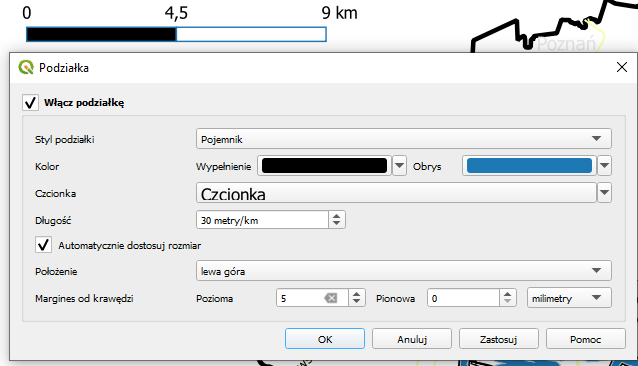 0 4,5 9 km
Poznań
Podziałka
Włącz podziałkę
Styl podziałki Pojemnik
Kolor Wypełnienie Obrys
Czcionka Czcionka
Długość 30 metry/km
Automatycznie dostosuj rozmiar
Położenie lewa góra
Margines od krawędzi Pozioma 5 Pionowa 0 milimetry
OK Anuluj Zastosuj Pomoc